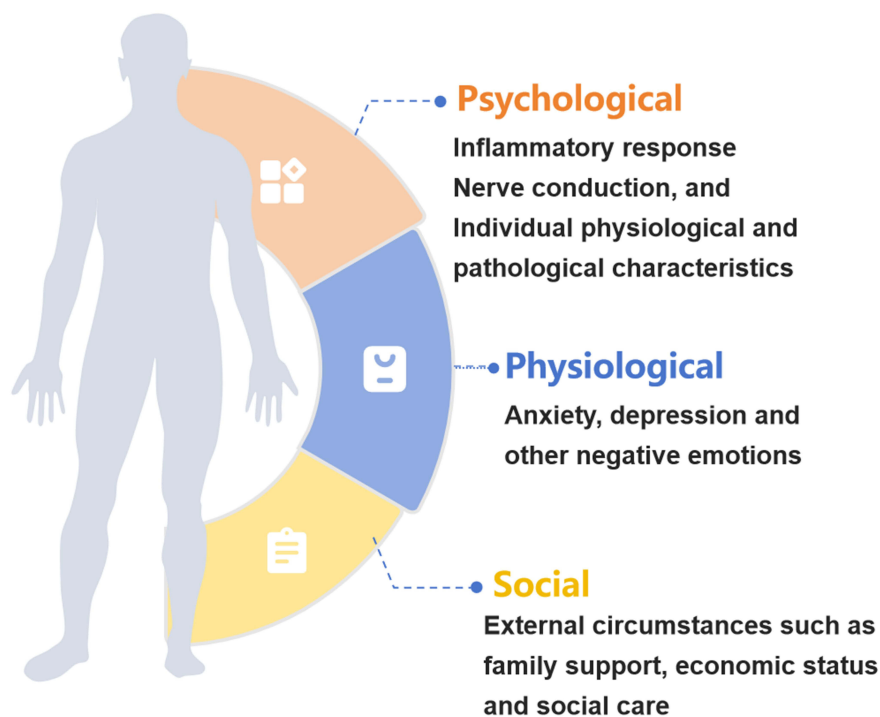 Psychological
Inflammatory response
Nerve conduction, and
Individual physiological and
pathological characteristics
Physiological
Anxiety, depression and
other negative emotions
Social
External circumstances such as
family support, economic status
and social care